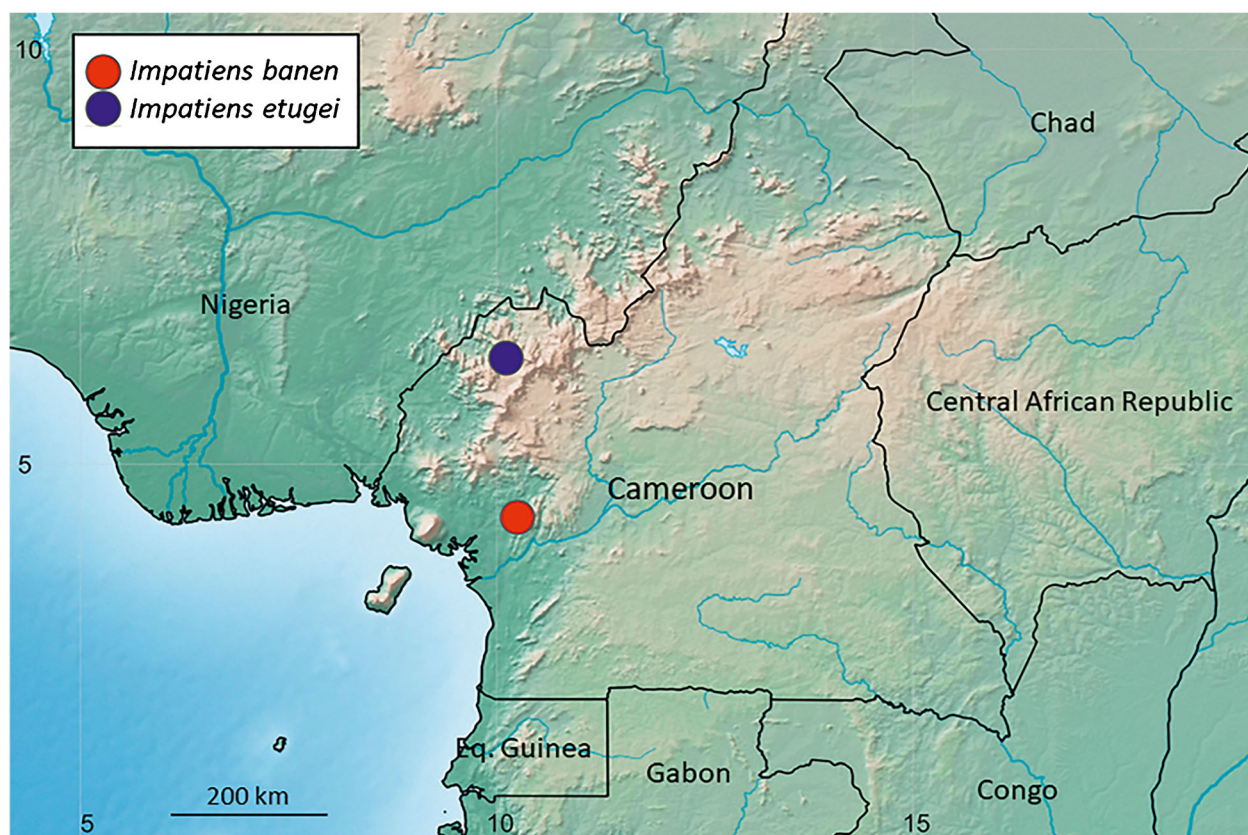 10
Impatiens banen
Impatiens etugei
Chad
Nigeria
Central African Republic
5
Cameroon
Eq. Guinea
Gabon
Congo
200 km
5
10
15